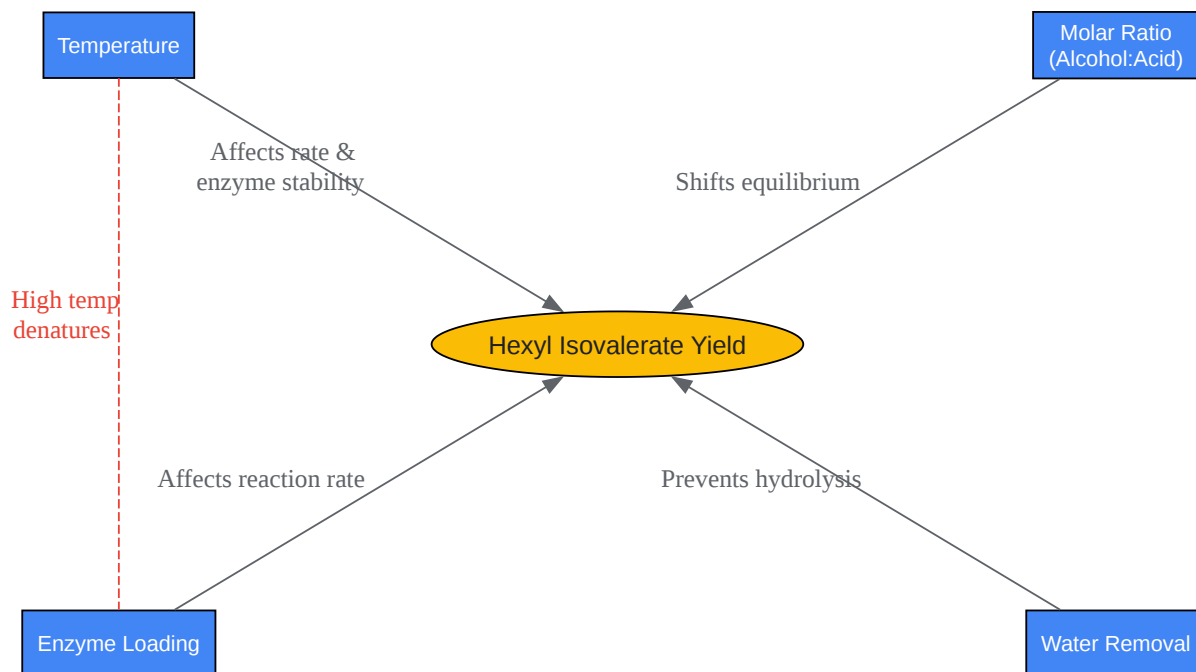 Temperature
Molar Ratio
(Alcohol:Acid)
Affects rate &
enzyme stability
Shifts equilibrium
High temp
denatures
Hexyl Isovalerate Yield
Affects reaction rate
Prevents hydrolysis
Enzyme Loading
Water Removal